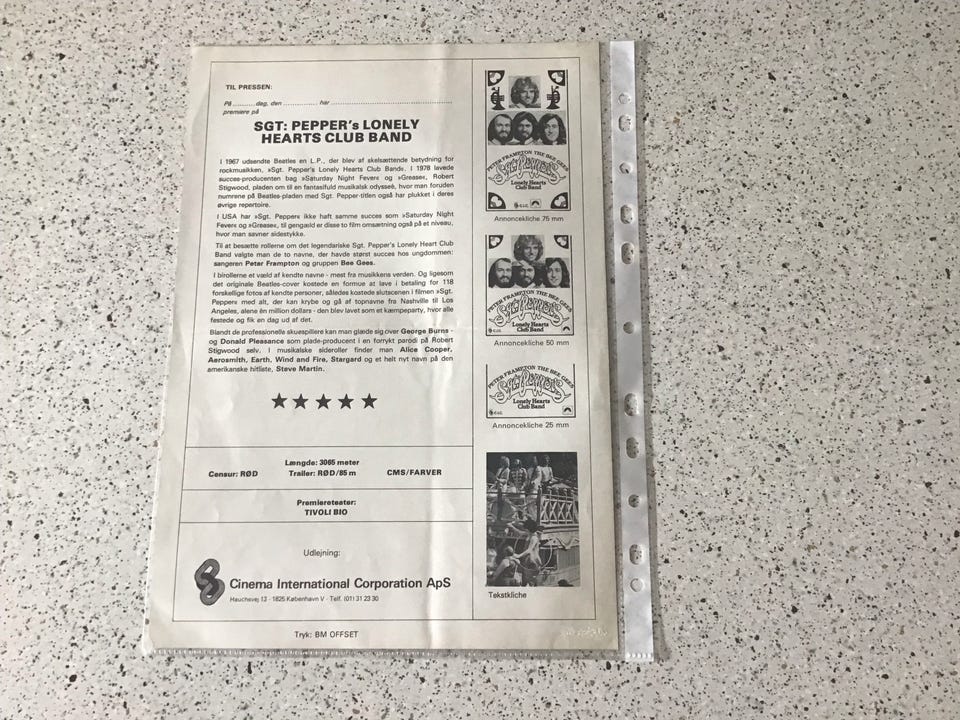 TIL PRESSEN:
På..........dag, den .............. har ..................................................
premiere på
SGT: PEPPER's LONELY
HEARTS CLUB BAND
I 1967 udsendte Beatles en L.P., der blev af skelsættende betydning for
rockmusikken, »Sgt. Pepper's Lonely Hearts Club Band«. I 1978 lavede
succes-producenten bag »Saturday Night Fever« og »Grease«, Robert
Stigwood, pladen om til en fantasifuld musikalsk odyssé, hvor man foruden
numrene på Beatles-pladen med Sgt. Pepper-titlen også har plukket i deres
øvrige repertoire.
I USA har »Sgt. Pepper« ikke haft samme succes som »Saturday Night
Fever« og »Grease«, til gengæld er disse to film omsætning også på et niveau,
hvor man savner sidestykke.
Til at besætte rollerne om det legendariske Sgt. Pepper's Lonely Heart Club
Band valgte man de to navne, der havde størst succes hos ungdommen:
sangeren Peter Frampton og gruppen Bee Gees.
I birollerne et væld af kendte navne - mest fra musikkens verden. Og ligesom
det originale Beatles-cover kostede en formue at lave i betaling for 118
forskellige fotos af kendte personer, således kostede slutscenen i filmen »Sgt.
Pepper« med alt, der kan krybe og gå af topnavne fra Nashville til Los
Angeles, alene én million dollars - den blev lavet som et kæmpeparty, hvor alle
festede og fik en dag ud af det.
Blandt de professionelle skuespillere kan man glæde sig over George Burns -
og Donald Pleasance som plade-producent i en forrykt parodi på Robert
Stigwood selv. I musikalske sideroller finder man Alice Cooper,
Aerosmith, Earth, Wind and Fire, Stargard og et helt nyt navn på den
amerikanske hitliste, Steve Martin.
Censur: RØD
Længde: 3065 meter
Trailer: RØD/85 m
CMS/FARVER
Premiereteater:
TIVOLI BIO
Udlejning:
Cinema International Corporation ApS
Hauchsvej 13 - 1825 København V - Telf. (01) 31 23 30
Tryk: BM OFFSET
PETER FRAMPTON THE BEE GEES
SGT. PEPPER'S
Lonely Hearts
Club Band
Annoncekliche 75 mm
PETER FRAMPTON THE BEE GEES
SGT. PEPPER'S
Lonely Hearts
Club Band
Annoncekliche 50 mm
PETER FRAMPTON THE BEE GEES
SGT. PEPPER'S
Lonely Hearts
Club Band
Annoncekliche 25 mm
Tekstkliche